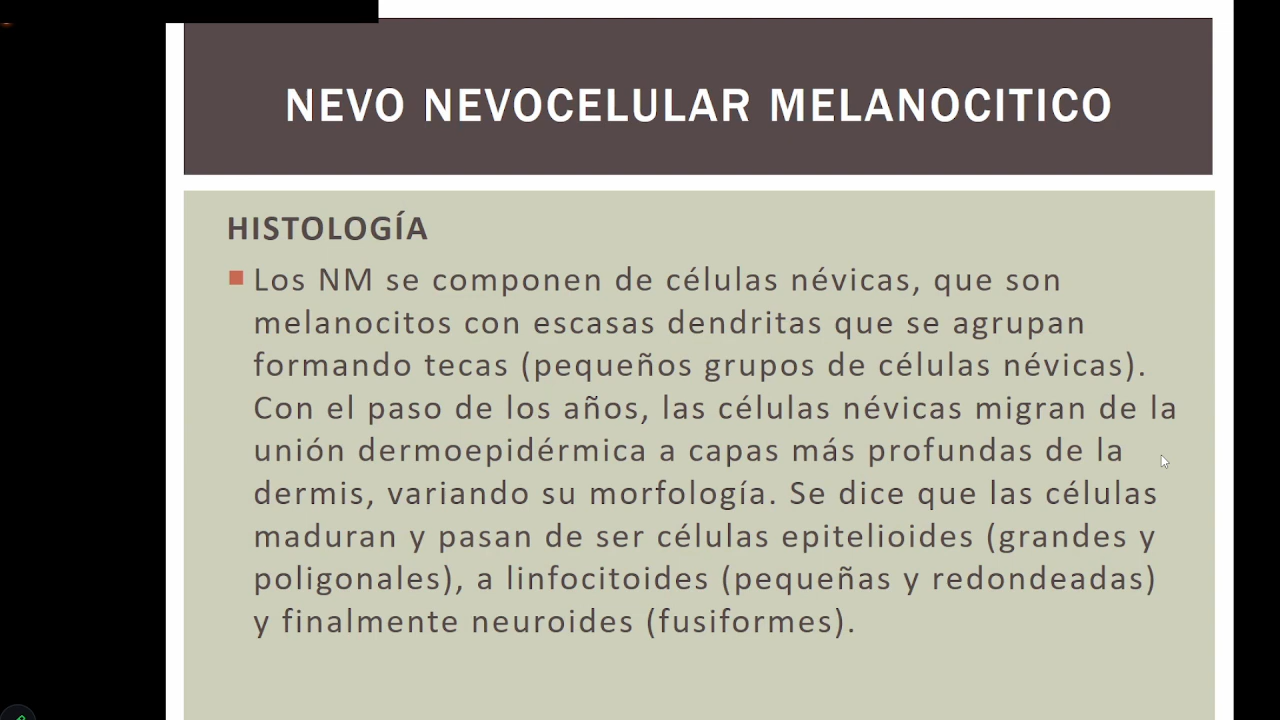 NEVO NEVOCELULAR MELANOCITICO
HISTOLOGÍA
Los NM se componen de células névicas, que son
melanocitos con escasas dendritas que se agrupan
formando tecas (pequeños grupos de células névicas).
Con el paso de los años, las células névicas migran de la
unión dermoepidérmica a capas más profundas de la
dermis, variando su morfología. Se dice que las células
maduran y pasan de ser células epitelioides (grandes y
poligonales), a linfocitoides (pequeñas y redondeadas)
y finalmente neuroides (fusiformes).